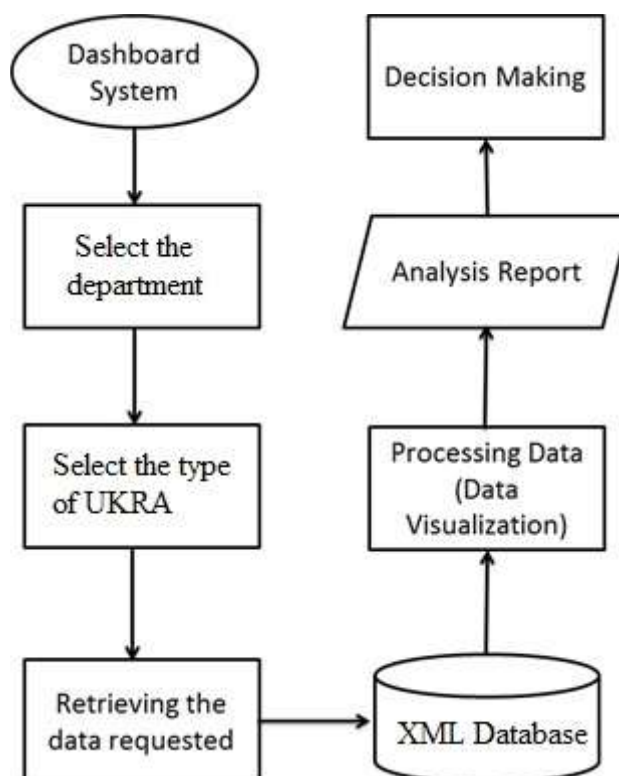 Dashboard
System
Select the
department
Select the type
of UKRA
Retrieving the
data requested
XML Database
Processing Data
(Data
Visualization)
Analysis Report
Decision Making